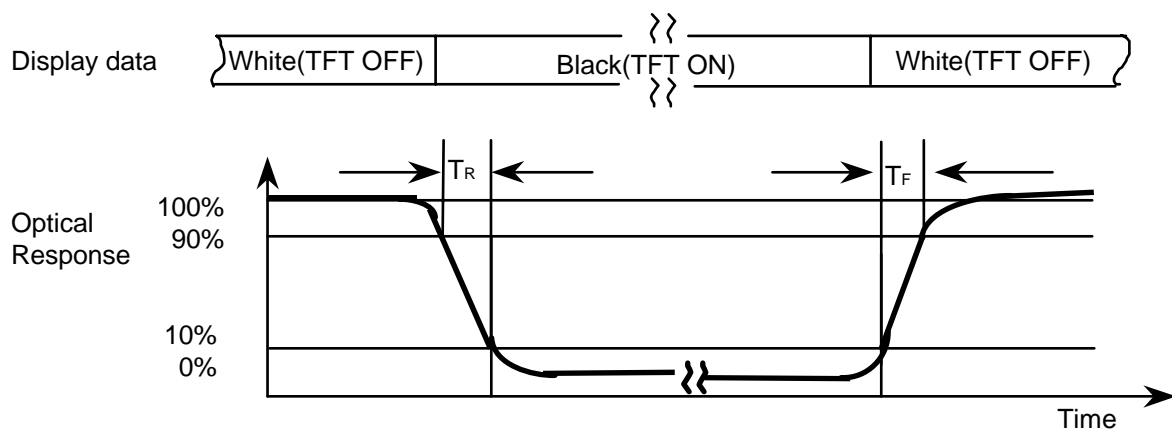 Display data
White(TFT OFF)
Black(TFT ON)
White(TFT OFF)
TR
TF
Optical
Response
100%
90%
10%
0%
Time